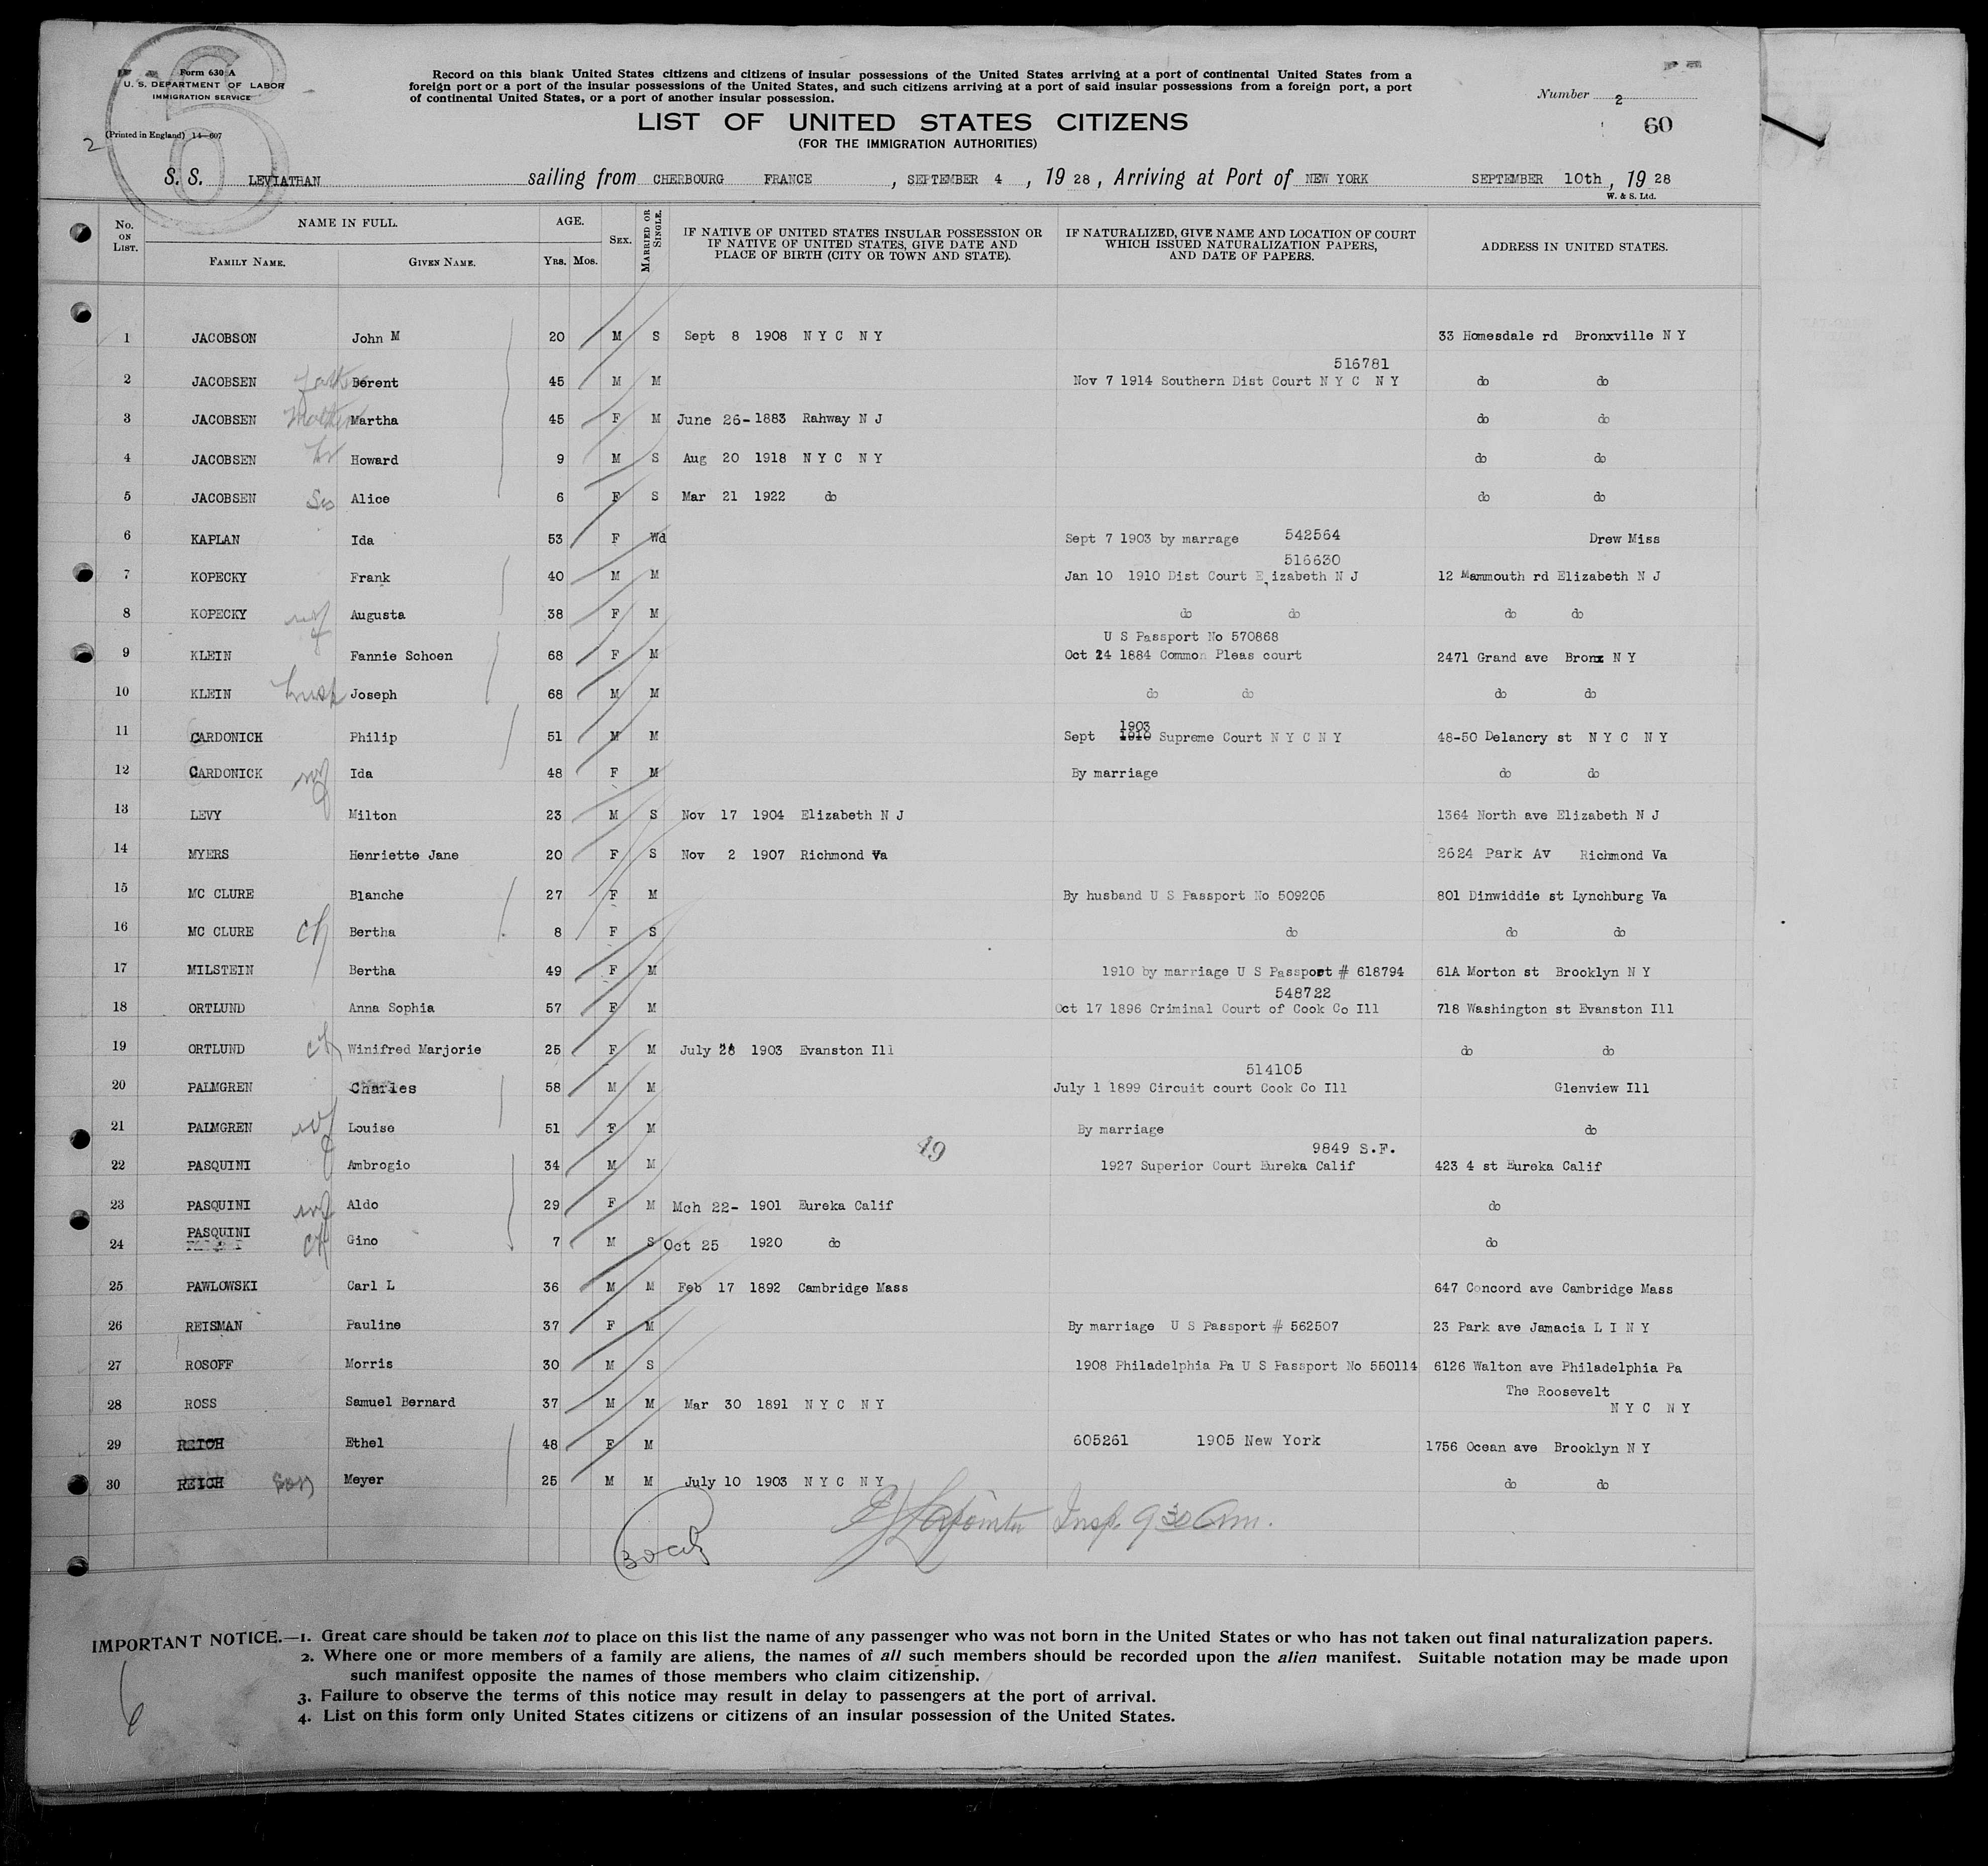 Form 630 A
U. S. DEPARTMENT OF LABOR
IMMIGRATION SERVICE
(Printed in England) 14—607
2
Record on this blank United States citizens and citizens of insular possessions of the United States arriving at a port of continental United States from a
foreign port or a port of the insular possessions of the United States, and such citizens arriving at a port of said insular possessions from a foreign port, a port
of continental United States, or a port of another insular possession.
Number 2
60
LIST OF UNITED STATES CITIZENS
(FOR THE IMMIGRATION AUTHORITIES)
S. S. LEVIATHAN sailing from CHERBOURG FRANCE, SEPTEMBER 4, 1928, Arriving at Port of NEW YORK SEPTEMBER 10th, 1928
W. & S. Ltd.
No. ON LIST. NAME IN FULL. FAMILY NAME. GIVEN NAME. AGE. Yrs. Mos. SEX. MARRIED OR SINGLE. IF NATIVE OF UNITED STATES INSULAR POSSESSION OR IF NATIVE OF UNITED STATES, GIVE DATE AND PLACE OF BIRTH (CITY OR TOWN AND STATE). IF NATURALIZED, GIVE NAME AND LOCATION OF COURT WHICH ISSUED NATURALIZATION PAPERS, AND DATE OF PAPERS. ADDRESS IN UNITED STATES.
1 JACOBSON John M 20 M S Sept 8 1908 N Y C N Y 33 Homesdale rd Bronxville N Y
516781
2 JACOBSEN father Berent 45 M M Nov 7 1914 Southern Dist Court N Y C N Y do do
3 JACOBSEN Mother Martha 45 F M June 26-1883 Rahway N J do do
4 JACOBSEN br Howard 9 M S Aug 20 1918 N Y C N Y do do
5 JACOBSEN Sis Alice 6 F S Mar 21 1922 do do do
6 KAPLAN Ida 53 F Wd Sept 7 1903 by marrage 542564 Drew Miss
516630
7 KOPECKY Frank 40 M M Jan 10 1910 Dist Court E izabeth N J 12 Mammouth rd Elizabeth N J
8 KOPECKY wf Augusta 38 F M do do do do
U S Passport No 570868
9 KLEIN Fannie Schoen 68 F M Oct 24 1884 Common Pleas court 2471 Grand ave Bronx N Y
10 KLEIN husb Joseph 68 M M do do do do
1903
11 CARDONICK Philip 51 M M Sept 1910 Supreme Court N Y C N Y 48-50 Delancry st N Y C N Y
12 CARDONICK wf Ida 48 F M By marriage do do
13 LEVY Milton 23 M S Nov 17 1904 Elizabeth N J 1364 North ave Elizabeth N J
14 MYERS Henriette Jane 20 F S Nov 2 1907 Richmond Va 2624 Park Av Richmond Va
15 MC CLURE Blanche 27 F M By husband U S Passport No 509205 801 Dinwiddie st Lynchburg Va
16 MC CLURE ch Bertha 8 F S do do do
17 MILSTEIN Bertha 49 F M 1910 by marriage U S Passport # 618794 61A Morton st Brooklyn N Y
548722
18 ORTLUND Anna Sophia 57 F M Oct 17 1896 Criminal Court of Cook Co Ill 718 Washington st Evanston Ill
19 ORTLUND ch Winifred Marjorie 25 F M July 28 1903 Evanston Ill do do
514105
20 PALMGREN Charles 58 M M July 1 1899 Circuit court Cook Co Ill Glenview Ill
21 PALMGREN wf Louise 51 F M By marriage do
49
9849 S.F.
22 PASQUINI Ambrogio 34 M M 1927 Superior Court Eureka Calif 423 4 st Eureka Calif
23 PASQUINI wf Aldo 29 F M Mch 22- 1901 Eureka Calif do
24 PASQUINI ch Gino 7 M S Oct 25 1920 do do
25 PAWLOWSKI Carl L 36 M M Feb 17 1892 Cambridge Mass 647 Concord ave Cambridge Mass
26 REISMAN Pauline 37 F M By marriage U S Passport # 562507 23 Park ave Jamacia L I N Y
27 ROSOFF Morris 30 M S 1908 Philadelphia Pa U S Passport No 550114 6126 Walton ave Philadelphia Pa
The Roosevelt
28 ROSS Samuel Bernard 37 M M Mar 30 1891 N Y C N Y N Y C N Y
29 REICH Ethel 48 F M 605261 1905 New York 1756 Ocean ave Brooklyn N Y
30 REICH Son Meyer 25 M M July 10 1903 N Y C N Y do do
Insp. 9 30 Am.
IMPORTANT NOTICE.—1. Great care should be taken not to place on this list the name of any passenger who was not born in the United States or who has not taken out final naturalization papers.
2. Where one or more members of a family are aliens, the names of all such members should be recorded upon the alien manifest. Suitable notation may be made upon
such manifest opposite the names of those members who claim citizenship.
3. Failure to observe the terms of this notice may result in delay to passengers at the port of arrival.
4. List on this form only United States citizens or citizens of an insular possession of the United States.
6